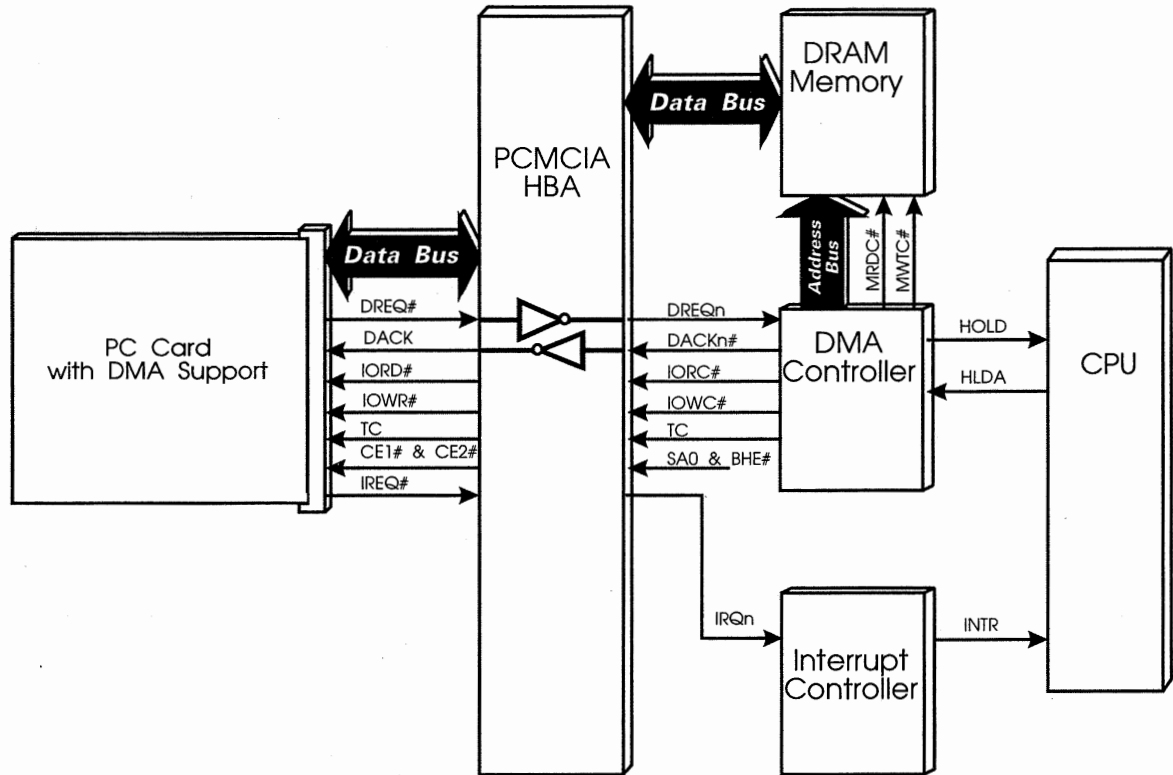 DRAM
Memory
Data Bus
PCMCIA
HBA
Data Bus
Address
Bus
MRDC#
MWTC#
PC Card
with DMA Support
DREQ#
DACK
IORD#
IOWR#
TC
CE1# & CE2#
IREQ#
DREQn
DACKn#
IORC#
IOWC#
TC
SA0 & BHE#
DMA
Controller
HOLD
HLDA
CPU
IRQn
Interrupt
Controller
INTR